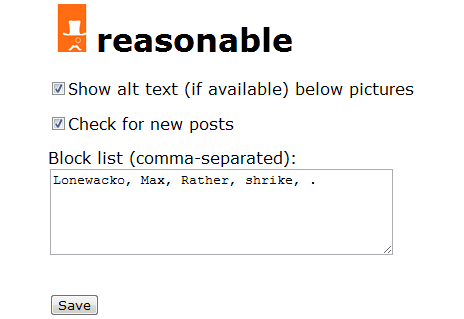 reasonable
Show alt text (if available) below pictures
Check for new posts
Block list (comma-separated):
Lonewacko, Max, Rather, shrike, .
Save